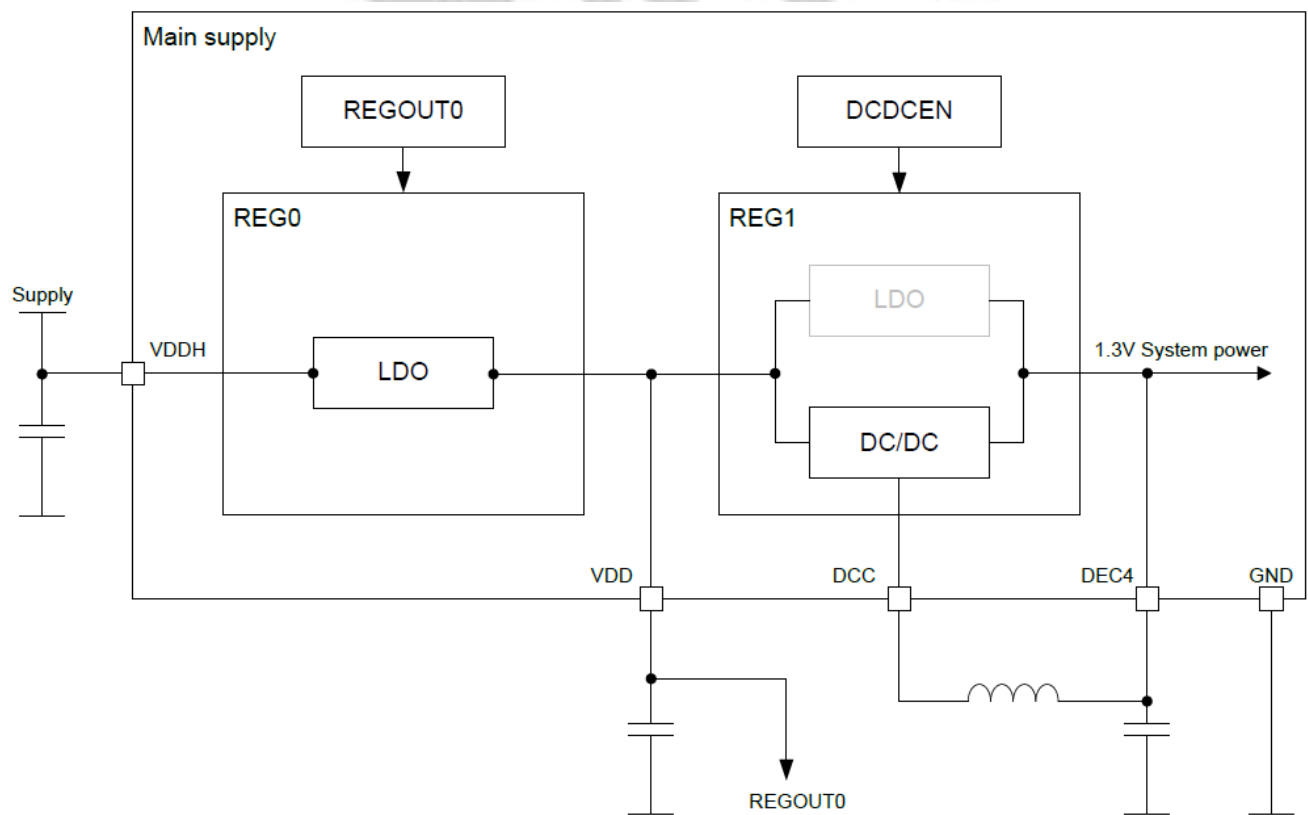 Main supply
REGOUT0
DCDCEN
REG0
REG1
LDO
Supply
VDDH
LDO
1.3V System power
DC/DC
VDD
DCC
DEC4
GND
REGOUT0